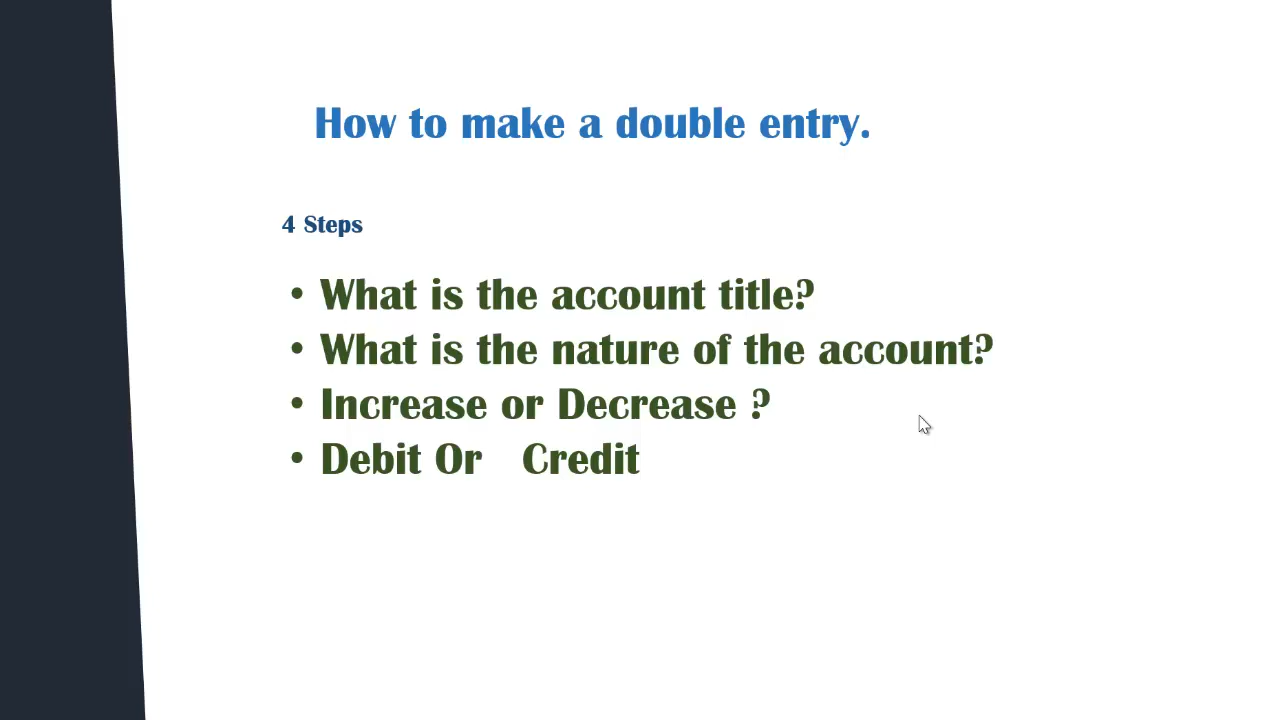 How to make a double entry.
4 Steps
• What is the account title?
• What is the nature of the account?
• Increase or Decrease ?
• Debit Or Credit